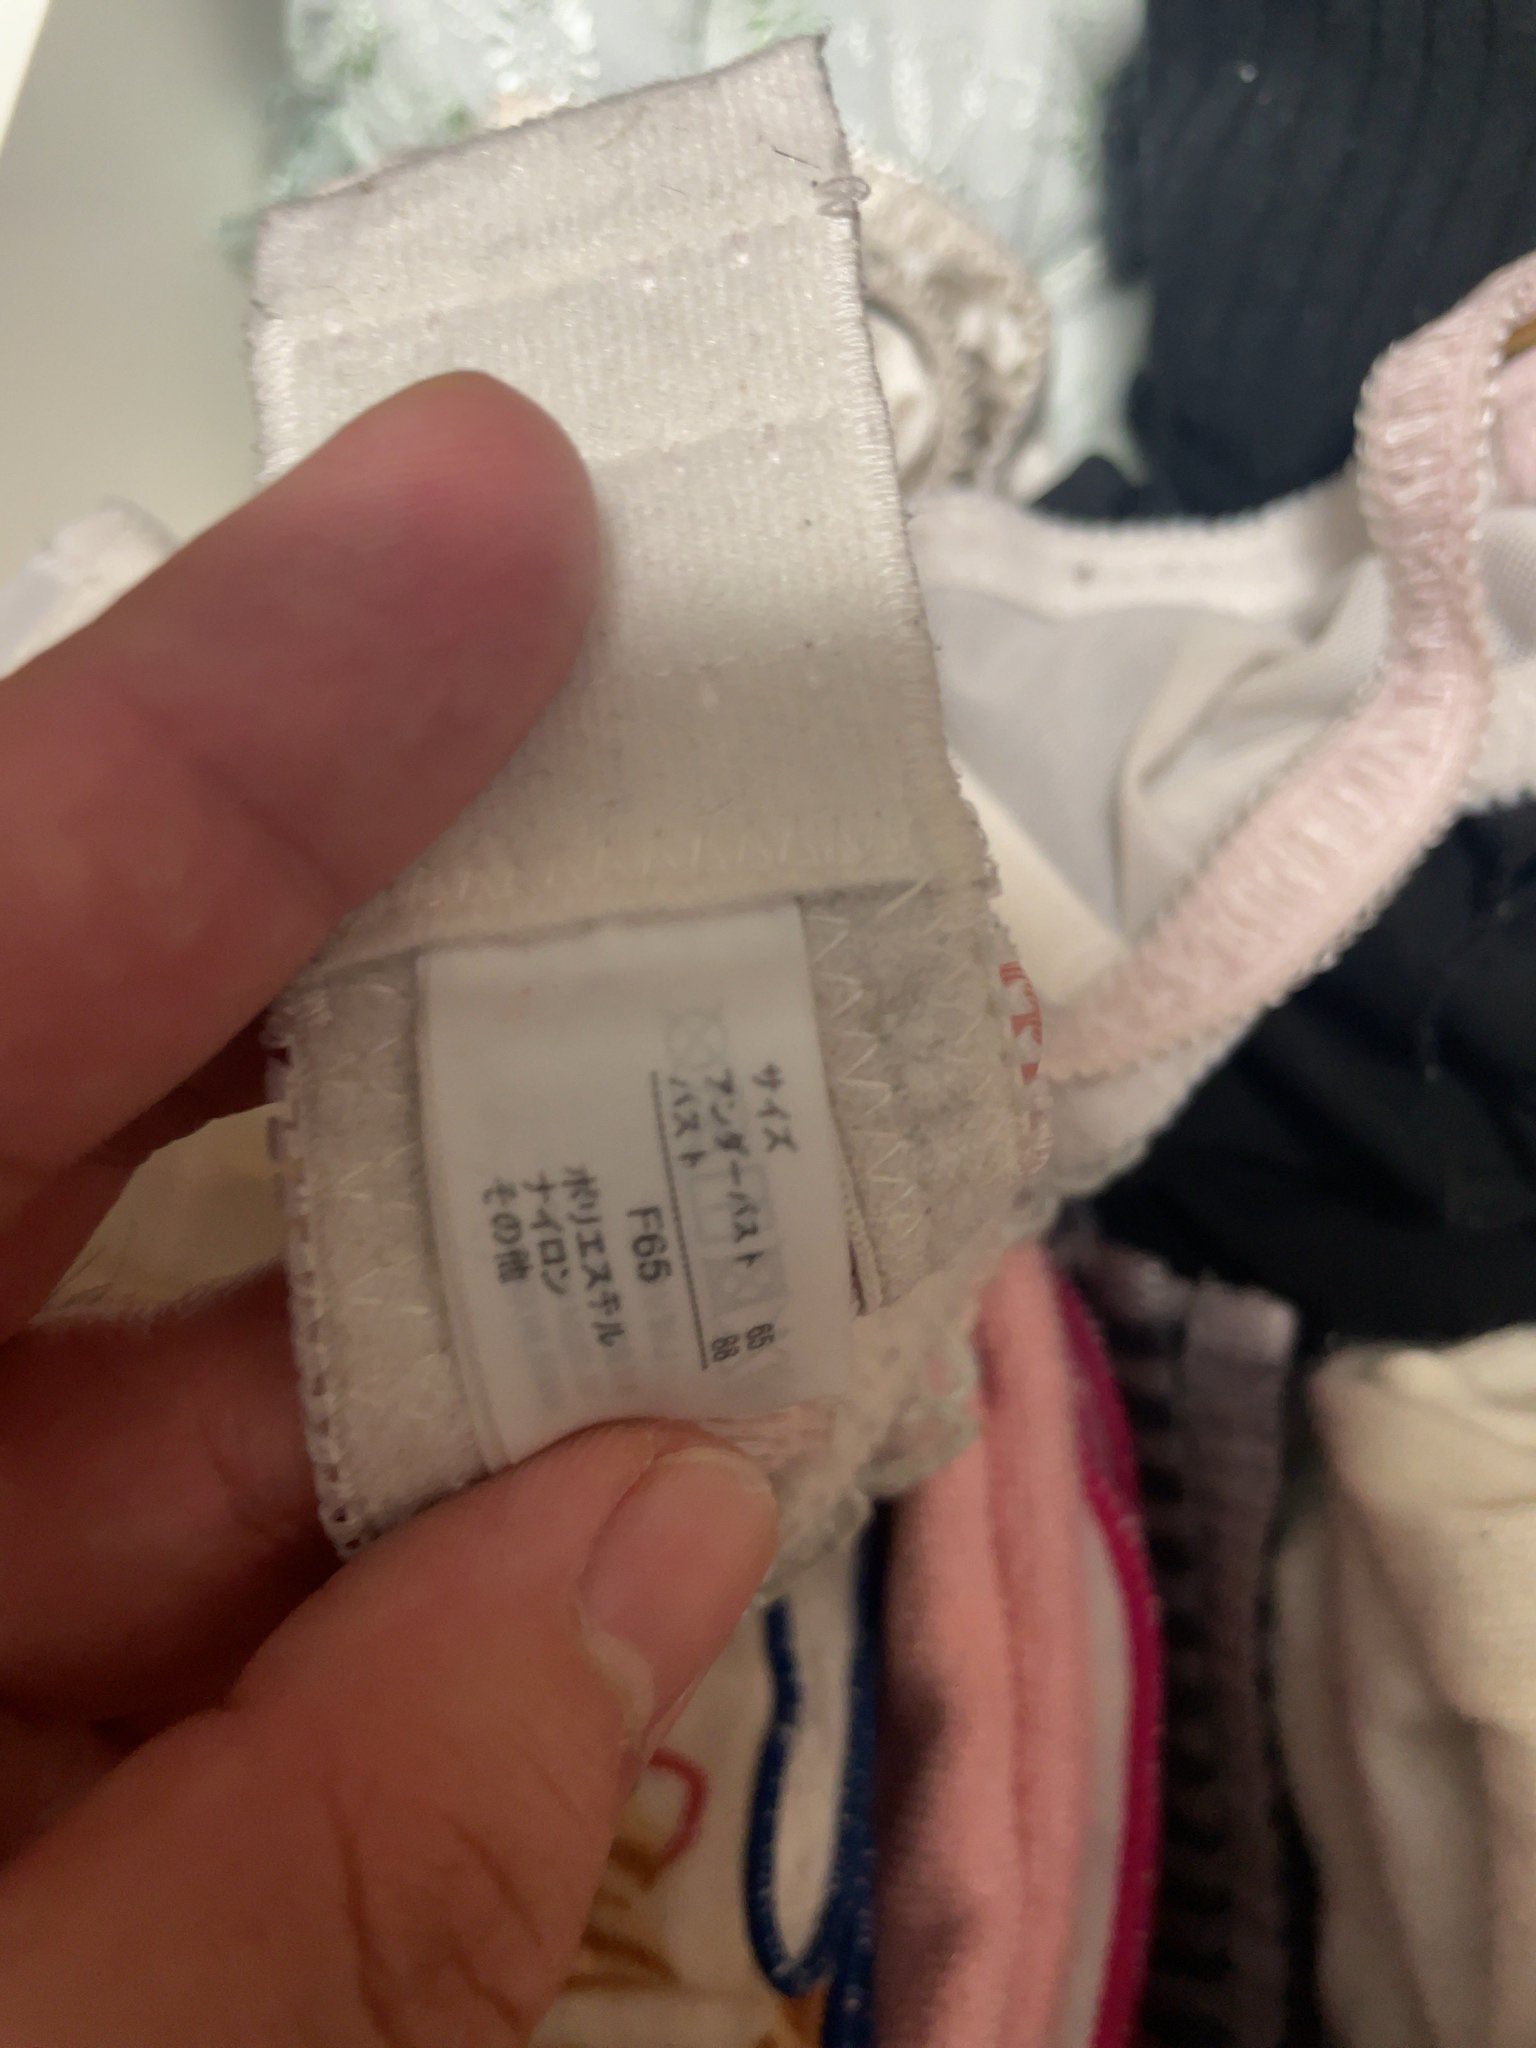 サイズ
アンダーバスト 65
バスト 88
F65
ポリエステル
ナイロン
その他